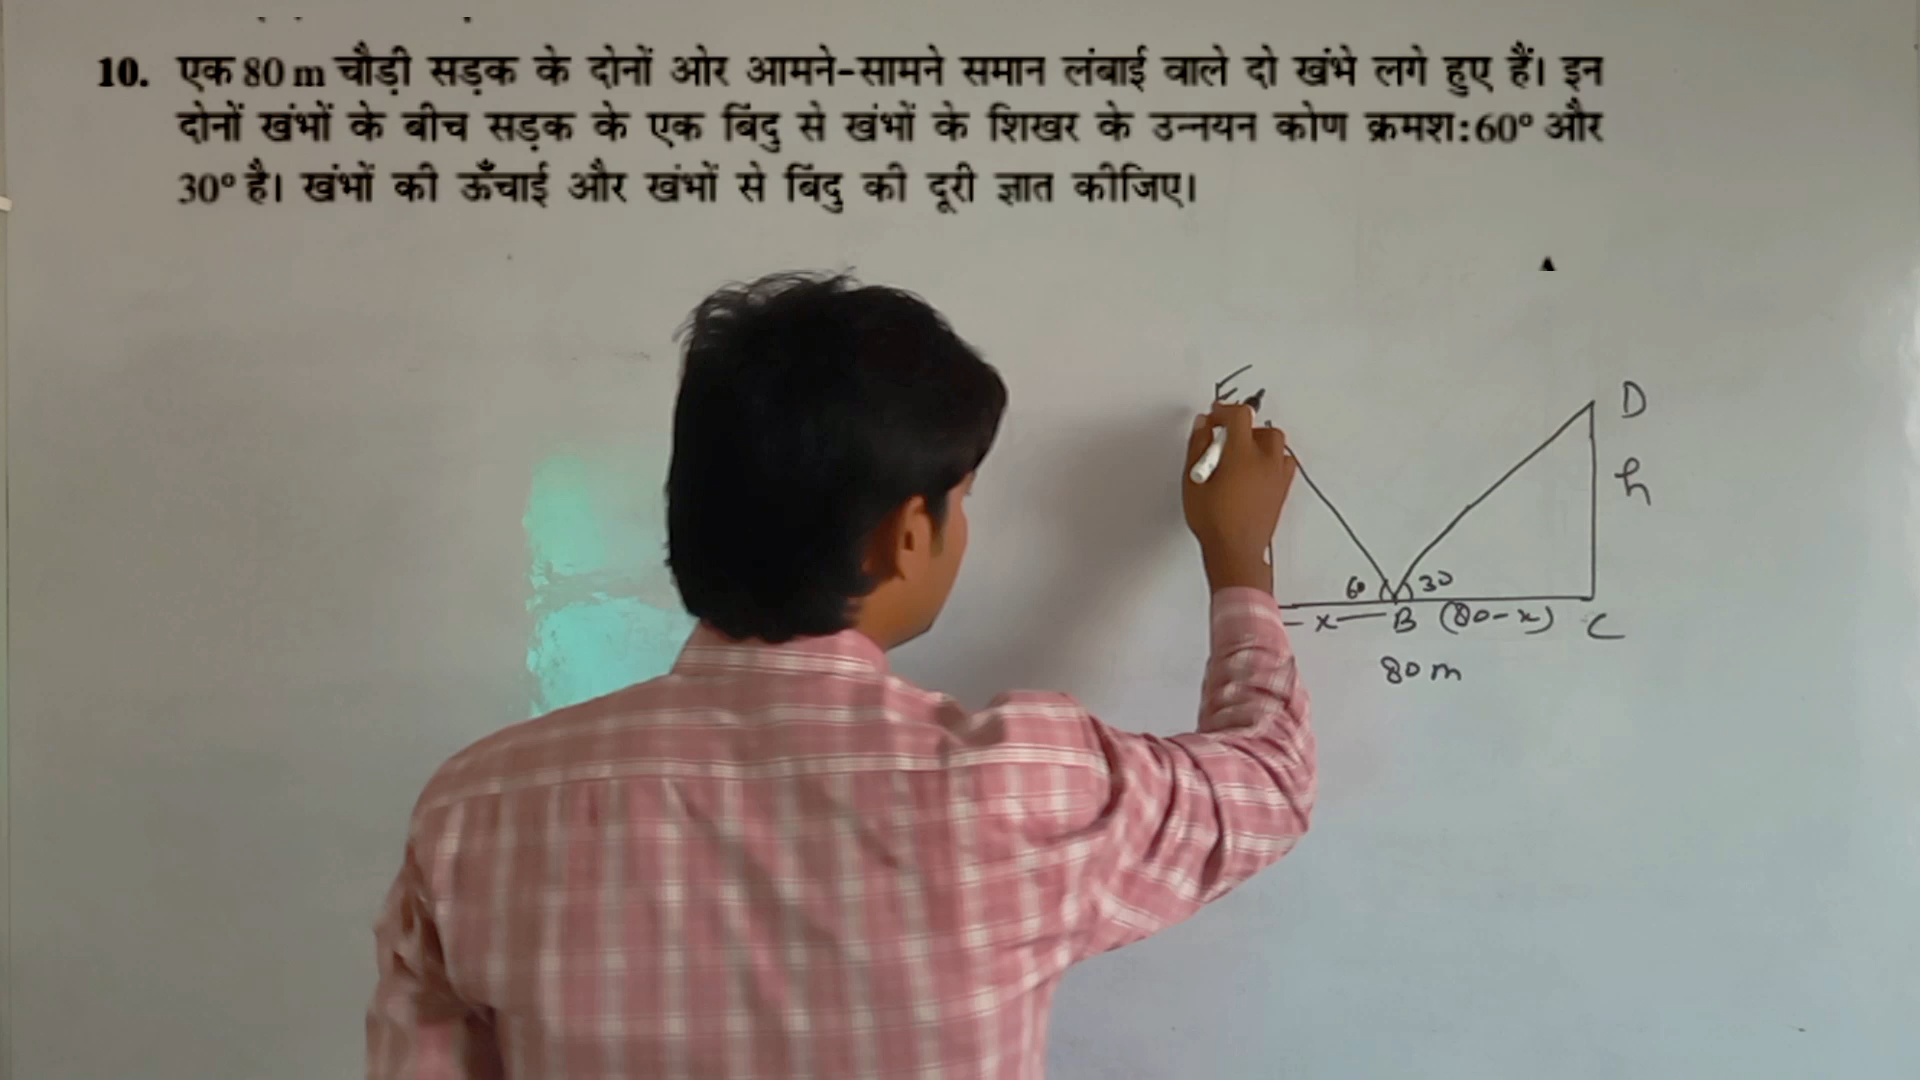 10. एक 80 m चौड़ी सड़क के दोनों ओर आमने-सामने समान लंबाई वाले दो खंभे लगे हुए हैं। इन
दोनों खंभों के बीच सड़क के एक बिंदु से खंभों के शिखर के उन्नयन कोण क्रमश:60° और
30° है। खंभों की ऊँचाई और खंभों से बिंदु की दूरी ज्ञात कीजिए।
E
D
h
60 30
x B (80-x) C
80 m